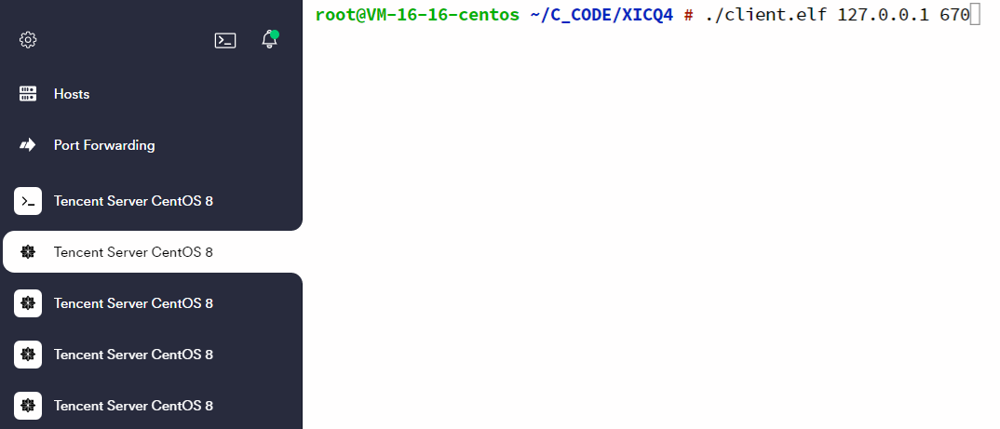 root@VM-16-16-centos ~/C_CODE/XICQ4 # ./client.elf 127.0.0.1 670
Hosts
Port Forwarding
Tencent Server CentOS 8
Tencent Server CentOS 8
Tencent Server CentOS 8
Tencent Server CentOS 8
Tencent Server CentOS 8